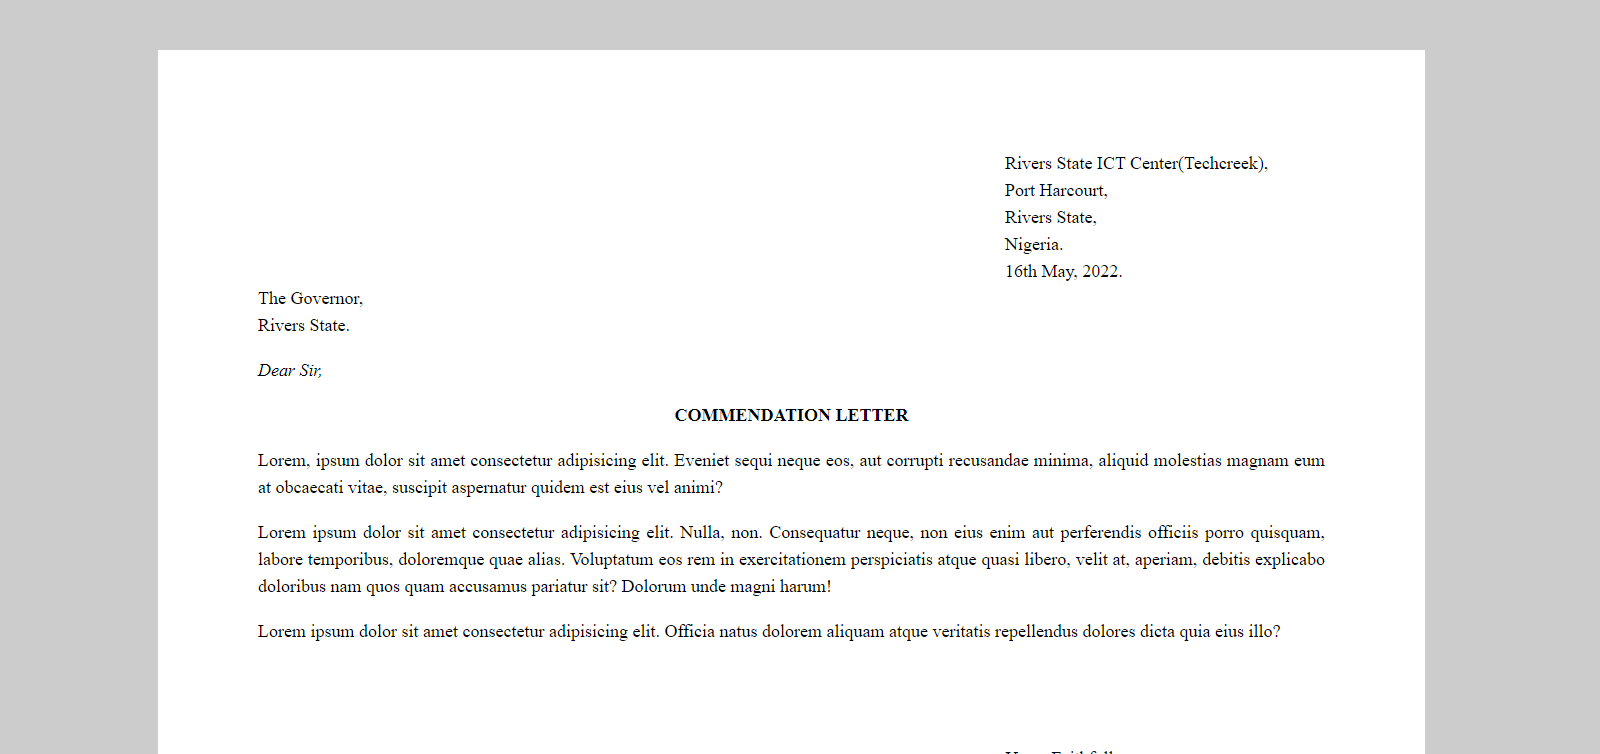 Rivers State ICT Center(Techcreek),
Port Harcourt,
Rivers State,
Nigeria.
16th May, 2022.
The Governor,
Rivers State.
Dear Sir,
COMMENDATION LETTER
Lorem, ipsum dolor sit amet consectetur adipisicing elit. Eveniet sequi neque eos, aut corrupti recusandae minima, aliquid molestias magnam eum
at obcaecati vitae, suscipit aspernatur quidem est eius vel animi?
Lorem ipsum dolor sit amet consectetur adipisicing elit. Nulla, non. Consequatur neque, non eius enim aut perferendis officiis porro quisquam,
labore temporibus, doloremque quae alias. Voluptatum eos rem in exercitationem perspiciatis atque quasi libero, velit at, aperiam, debitis explicabo
doloribus nam quos quam accusamus pariatur sit? Dolorum unde magni harum!
Lorem ipsum dolor sit amet consectetur adipisicing elit. Officia natus dolorem aliquam atque veritatis repellendus dolores dicta quia eius illo?